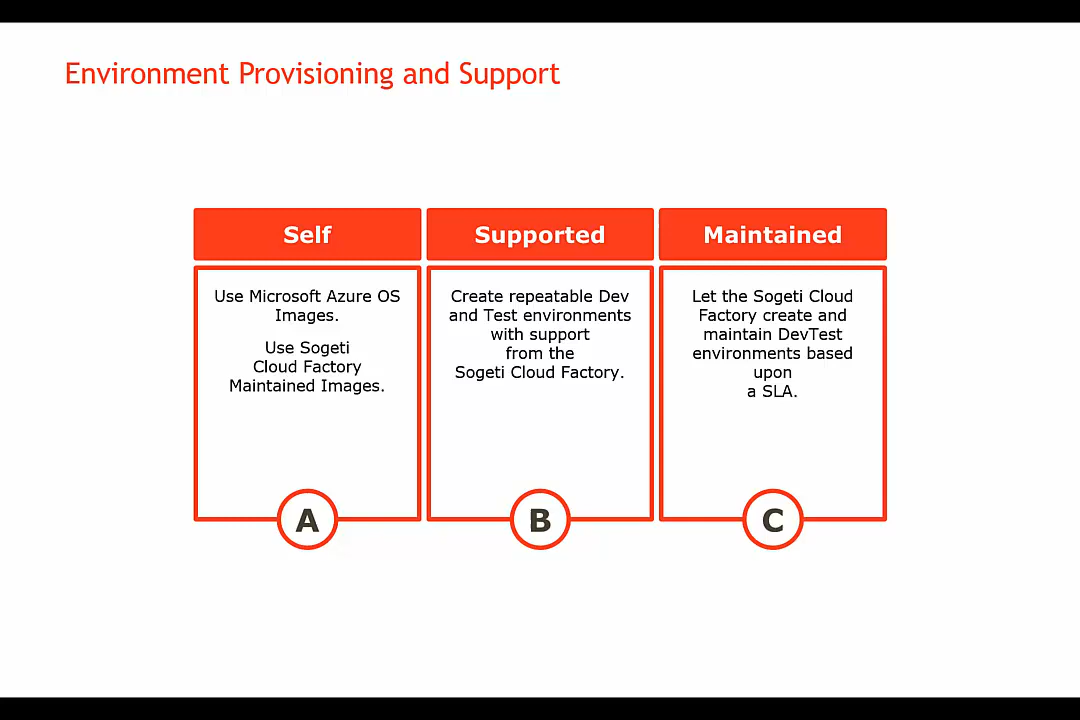 Environment Provisioning and Support
Self
Use Microsoft Azure OS
Images.
Use Sogeti
Cloud Factory
Maintained Images.
A
Supported
Create repeatable Dev
and Test environments
with support
from the
Sogeti Cloud Factory.
B
Maintained
Let the Sogeti Cloud
Factory create and
maintain DevTest
environments based
upon
a SLA.
C